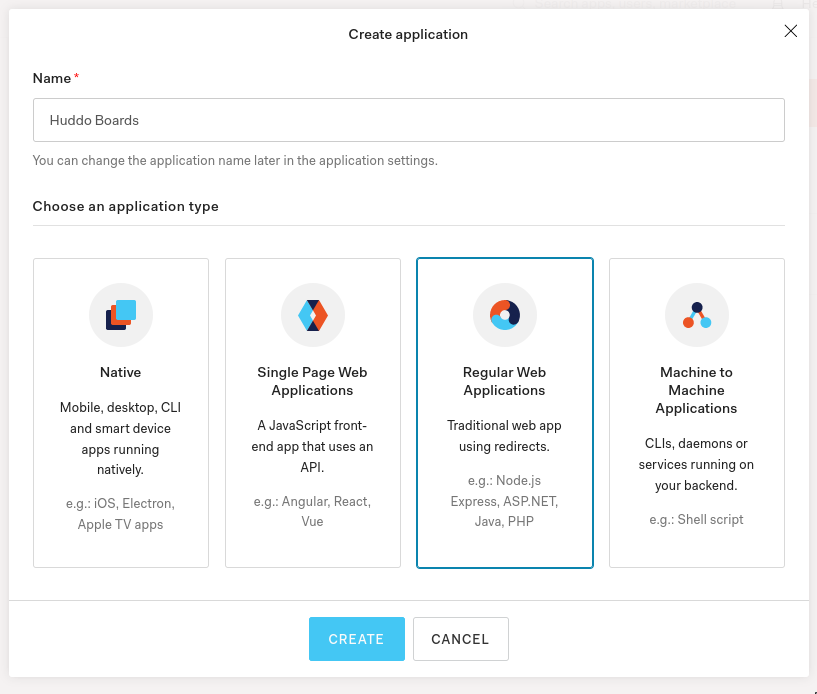 Create application
Name *
Huddo Boards
You can change the application name later in the application settings.
Choose an application type
Native
Mobile, desktop, CLI
and smart device
apps running
natively.
e.g.: iOS, Electron,
Apple TV apps
Single Page Web
Applications
A JavaScript front-
end app that uses an
API.
e.g.: Angular, React,
Vue
Regular Web
Applications
Traditional web app
using redirects.
e.g.: Node.js
Express, ASP.NET,
Java, PHP
Machine to
Machine
Applications
CLIs, daemons or
services running on
your backend.
e.g.: Shell script
CREATE
CANCEL